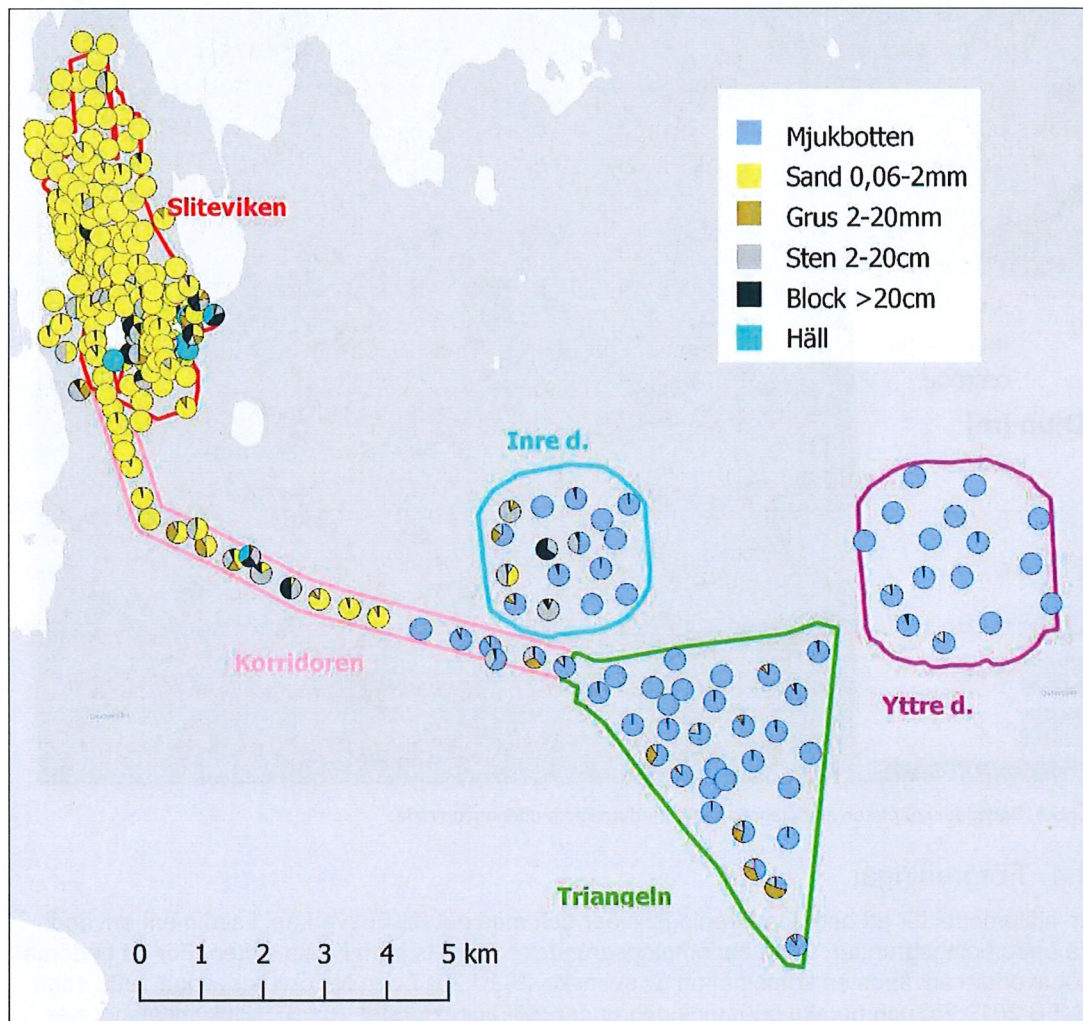 Mjukbotten
Sand 0,06-2mm
Grus 2-20mm
Sten 2-20cm
Block >20cm
Häll
Sliteviken
Inre d.
Korridoren
Yttre d.
Triangeln
0 1 2 3 4 5 km